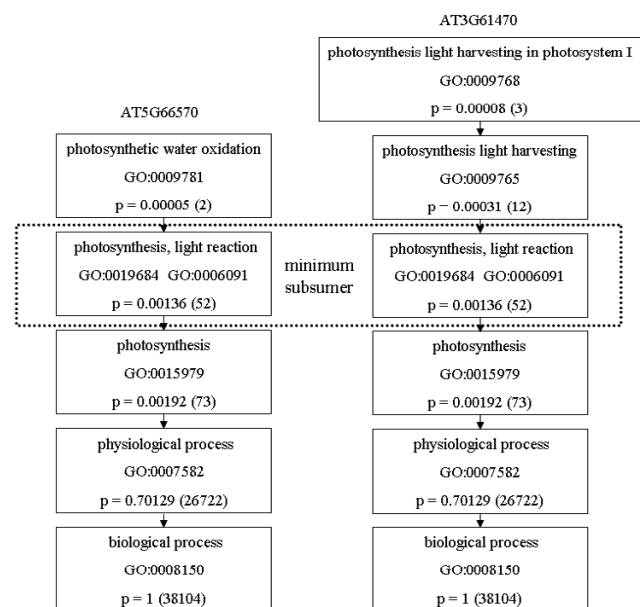 AT3G61470
photosynthesis light harvesting in photosystem I
GO:0009768
p = 0.00008 (3)
AT5G66570
photosynthetic water oxidation
GO:0009781
p = 0.00005 (2)
photosynthesis light harvesting
GO:0009765
p = 0.00031 (12)
photosynthesis, light reaction
GO:0019684 GO:0006091
p = 0.00136 (52)
minimum
subsumer
photosynthesis, light reaction
GO:0019684 GO:0006091
p = 0.00136 (52)
photosynthesis
GO:0015979
p = 0.00192 (73)
photosynthesis
GO:0015979
p = 0.00192 (73)
physiological process
GO:0007582
p = 0.70129 (26722)
physiological process
GO:0007582
p = 0.70129 (26722)
biological process
GO:0008150
p = 1 (38104)
biological process
GO:0008150
p = 1 (38104)